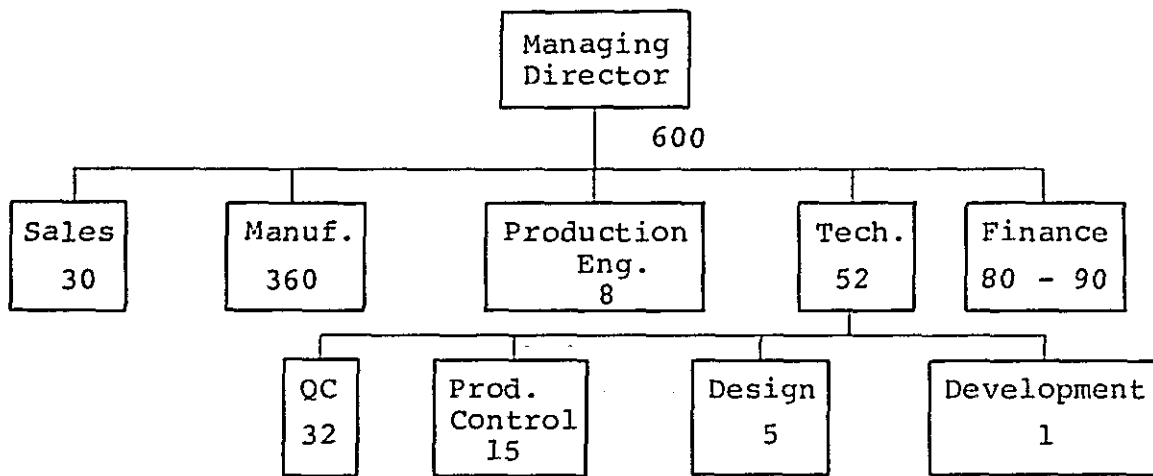 Managing
Director
600
Sales
30
Manuf.
360
Production
Eng.
8
Tech.
52
Finance
80 - 90
QC
32
Prod.
Control
15
Design
5
Development
1